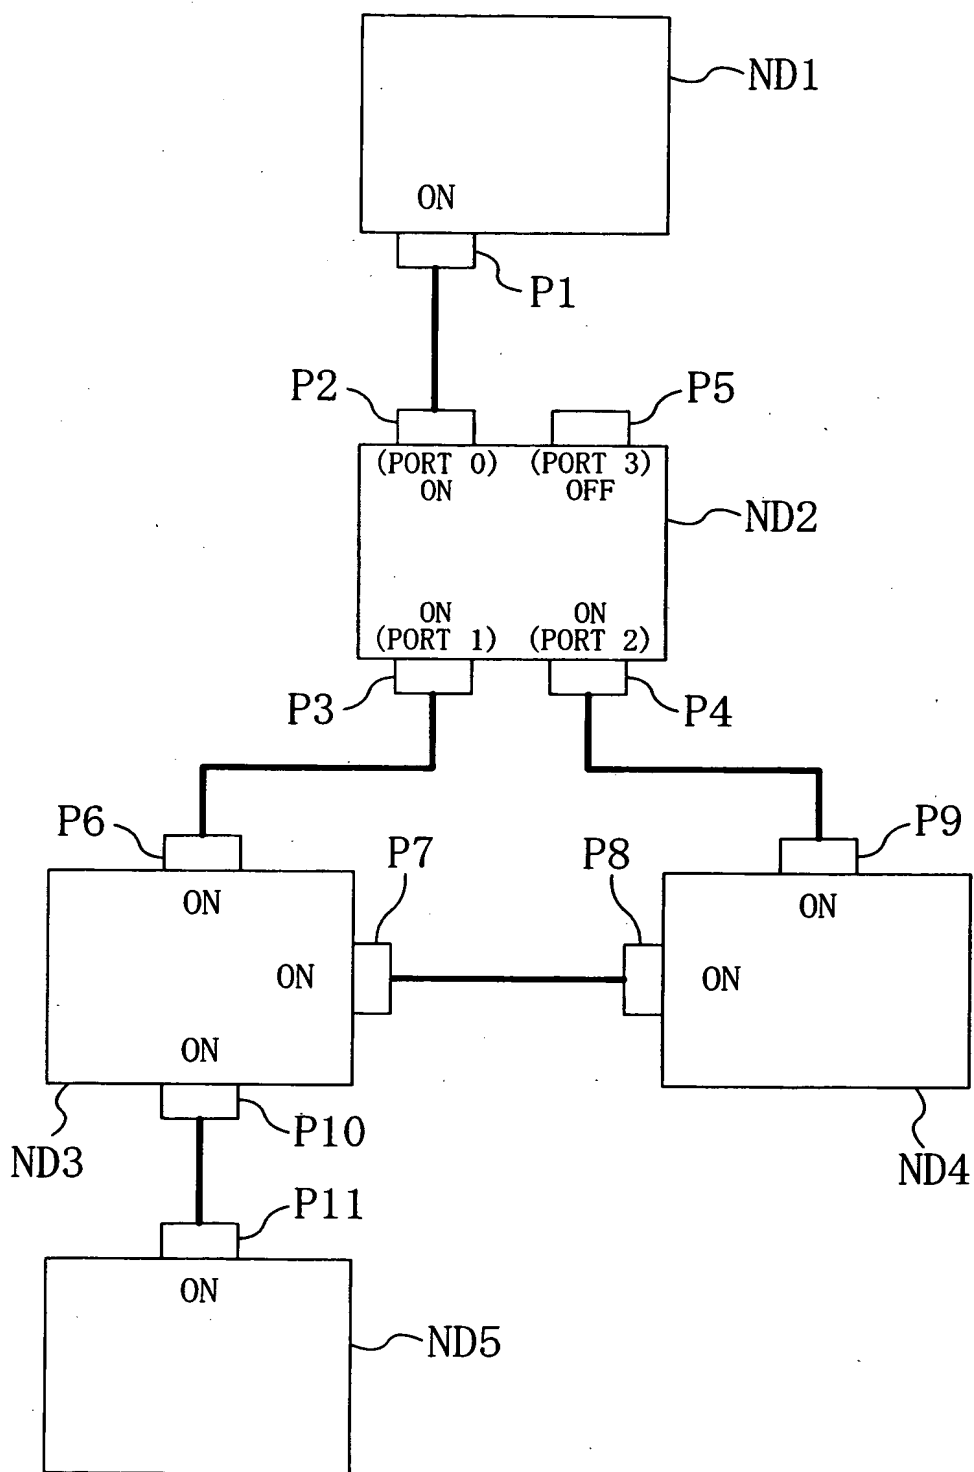 ND1
ON
P1
P2
P5
(PORT 0)
(PORT 3)
ON
OFF
ND2
ON
ON
(PORT 1)
(PORT 2)
P3
P4
P6
P7
P8
P9
ON
ON
ON
ON
ON
P10
ND3
ND4
P11
ON
ND5